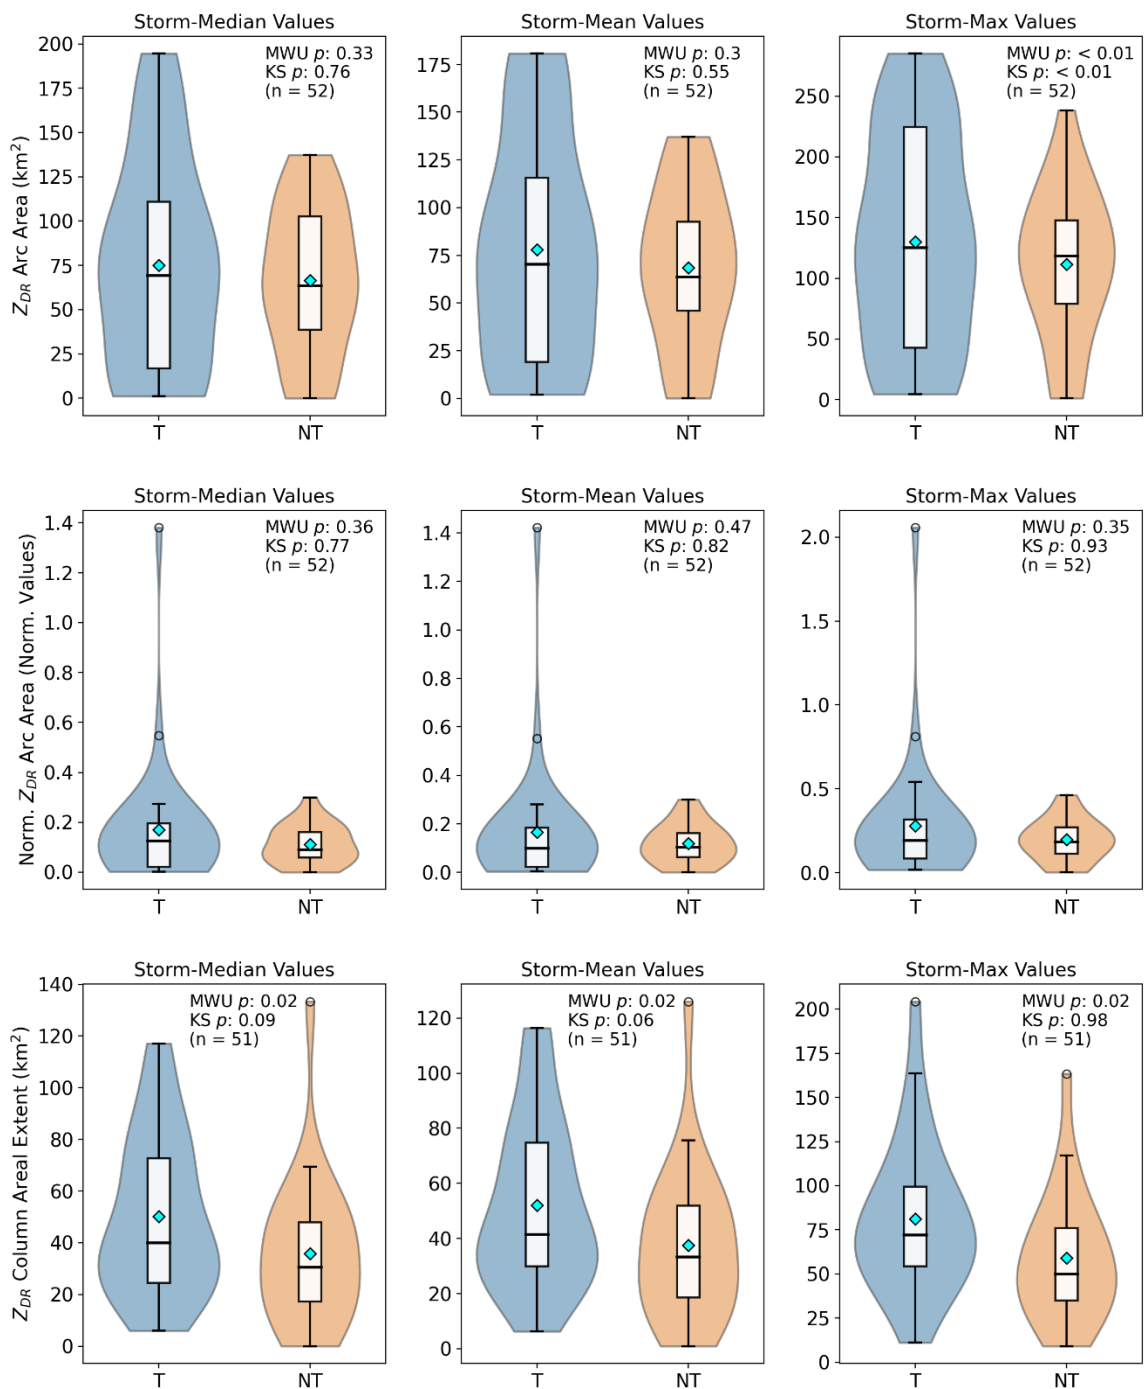 Storm-Median Values
Storm-Mean Values
Storm-Max Values
Z_DR Arc Area (km²)
200
175
150
125
100
75
50
25
0
MWU p: 0.33
KS p: 0.76
(n = 52)
T
NT
175
150
125
100
75
50
25
0
MWU p: 0.3
KS p: 0.55
(n = 52)
T
NT
250
200
150
100
50
0
MWU p: < 0.01
KS p: < 0.01
(n = 52)
T
NT
Storm-Median Values
Storm-Mean Values
Storm-Max Values
Norm. Z_DR Arc Area (Norm. Values)
1.4
1.2
1.0
0.8
0.6
0.4
0.2
0.0
MWU p: 0.36
KS p: 0.77
(n = 52)
T
NT
1.4
1.2
1.0
0.8
0.6
0.4
0.2
0.0
MWU p: 0.47
KS p: 0.82
(n = 52)
T
NT
2.0
1.5
1.0
0.5
0.0
MWU p: 0.35
KS p: 0.93
(n = 52)
T
NT
Storm-Median Values
Storm-Mean Values
Storm-Max Values
Z_DR Column Areal Extent (km²)
140
120
100
80
60
40
20
0
MWU p: 0.02
KS p: 0.09
(n = 51)
T
NT
120
100
80
60
40
20
0
MWU p: 0.02
KS p: 0.06
(n = 51)
T
NT
200
175
150
125
100
75
50
25
0
MWU p: 0.02
KS p: 0.98
(n = 51)
T
NT